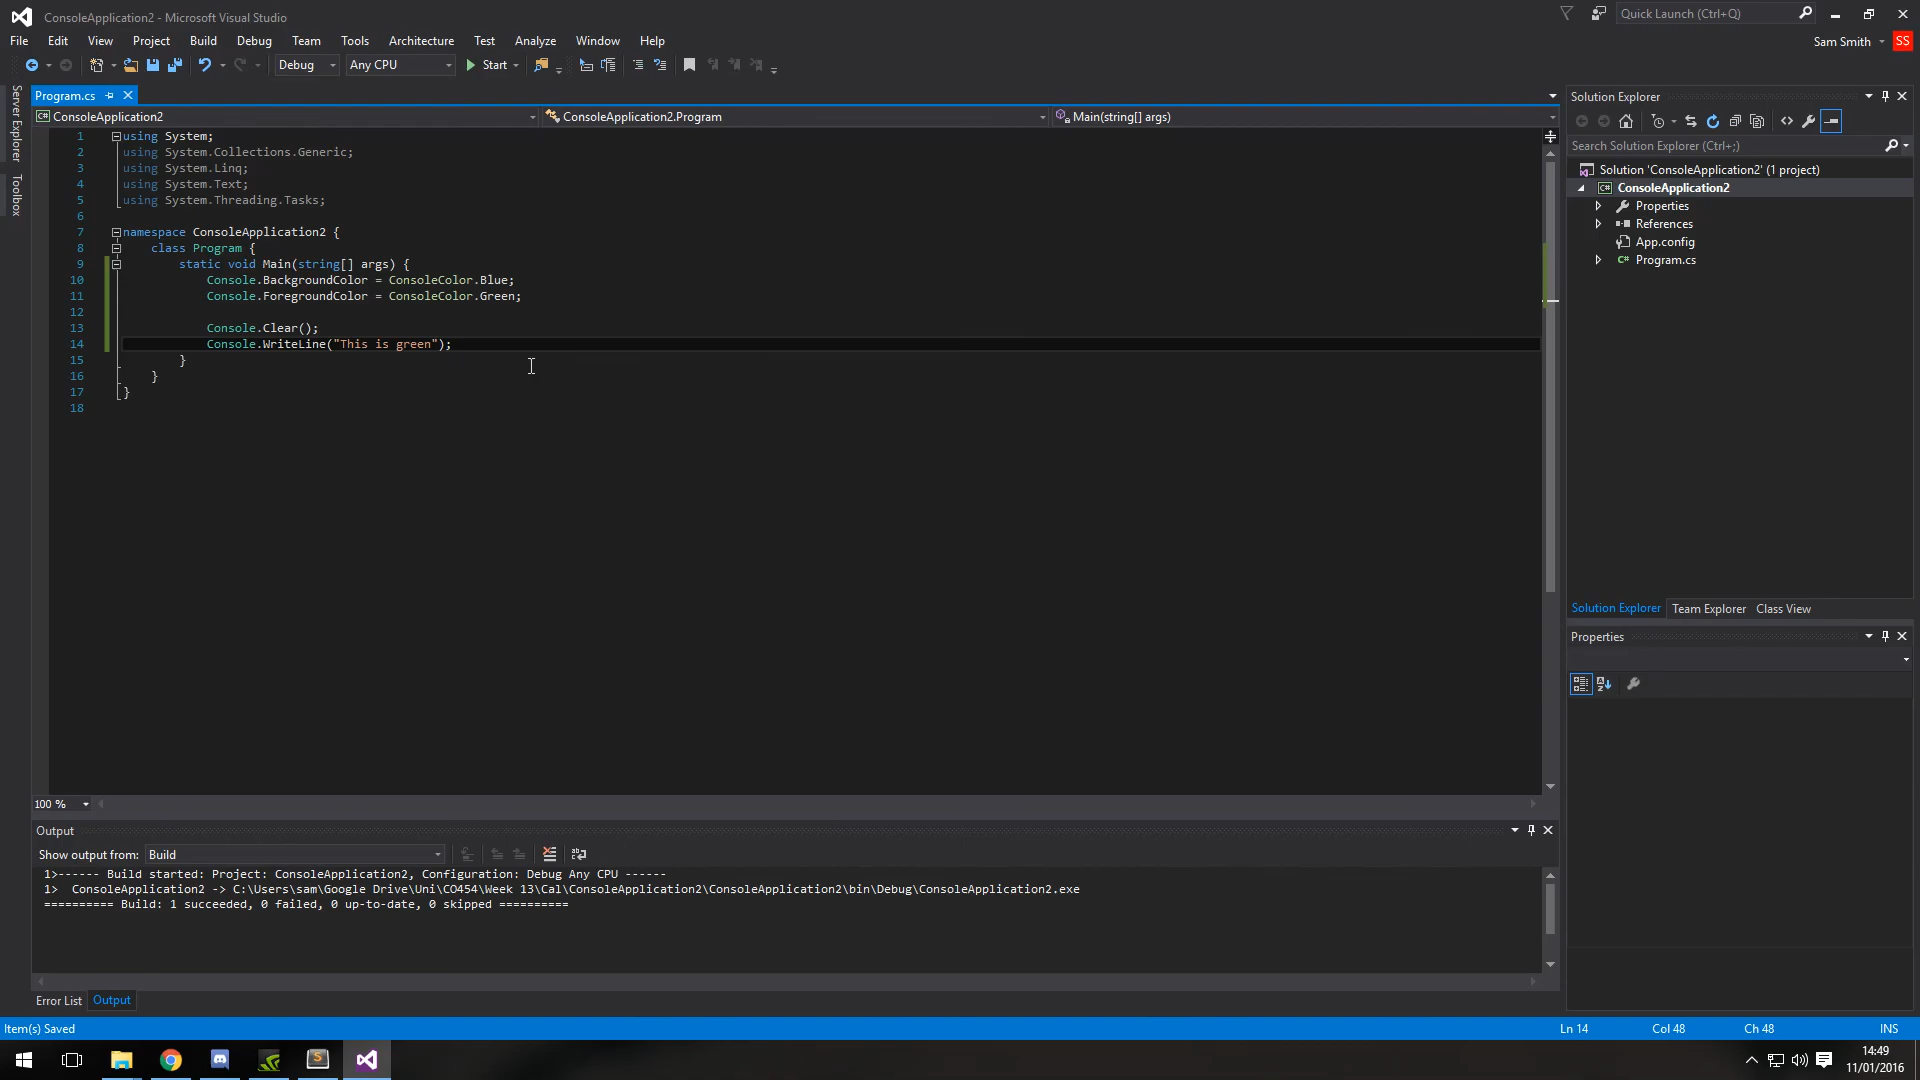 ConsoleApplication2 - Microsoft Visual Studio
Quick Launch (Ctrl+Q)
File Edit View Project Build Debug Team Tools Architecture Test Analyze Window Help
Sam Smith SS
Debug Any CPU Start
Server Explorer
Toolbox
Program.cs
C# ConsoleApplication2 ConsoleApplication2.Program Main(string[] args)
1 using System;
2 using System.Collections.Generic;
3 using System.Linq;
4 using System.Text;
5 using System.Threading.Tasks;
6
7 namespace ConsoleApplication2 {
8 class Program {
9 static void Main(string[] args) {
10 Console.BackgroundColor = ConsoleColor.Blue;
11 Console.ForegroundColor = ConsoleColor.Green;
12
13 Console.Clear();
14 Console.WriteLine("This is green");
15 }
16 }
17 }
18
100 %
Solution Explorer
Search Solution Explorer (Ctrl+;)
Solution 'ConsoleApplication2' (1 project)
C# ConsoleApplication2
Properties
References
App.config
C# Program.cs
Solution Explorer Team Explorer Class View
Properties
Output
Show output from: Build
1>------ Build started: Project: ConsoleApplication2, Configuration: Debug Any CPU ------
1>  ConsoleApplication2 -> C:\Users\sam\Google Drive\Uni\CO454\Week 13\Cal\ConsoleApplication2\ConsoleApplication2\bin\Debug\ConsoleApplication2.exe
========== Build: 1 succeeded, 0 failed, 0 up-to-date, 0 skipped ==========
Error List Output
Item(s) Saved
Ln 14 Col 48 Ch 48 INS
14:49
11/01/2016